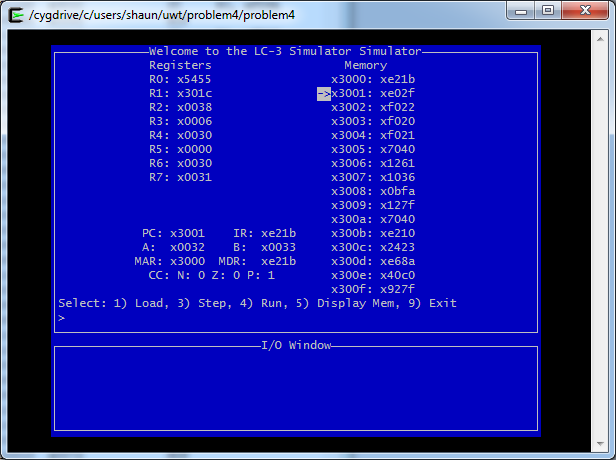 /cygdrive/c/users/shaun/uwt/problem4/problem4
Welcome to the LC-3 Simulator Simulator
Registers Memory
R0: x5455 x3000: xe21b
R1: x301c ->x3001: xe02f
R2: x0038 x3002: xf022
R3: x0006 x3003: xf020
R4: x0030 x3004: xf021
R5: x0000 x3005: x7040
R6: x0030 x3006: x1261
R7: x0031 x3007: x1036
x3008: x0bfa
x3009: x127f
x300a: x7040
PC: x3001 IR: xe21b x300b: xe210
A: x0032 B: x0033 x300c: x2423
MAR: x3000 MDR: xe21b x300d: xe68a
CC: N: 0 Z: 0 P: 1 x300e: x40c0
x300f: x927f
Select: 1) Load, 3) Step, 4) Run, 5) Display Mem, 9) Exit
>
I/O Window